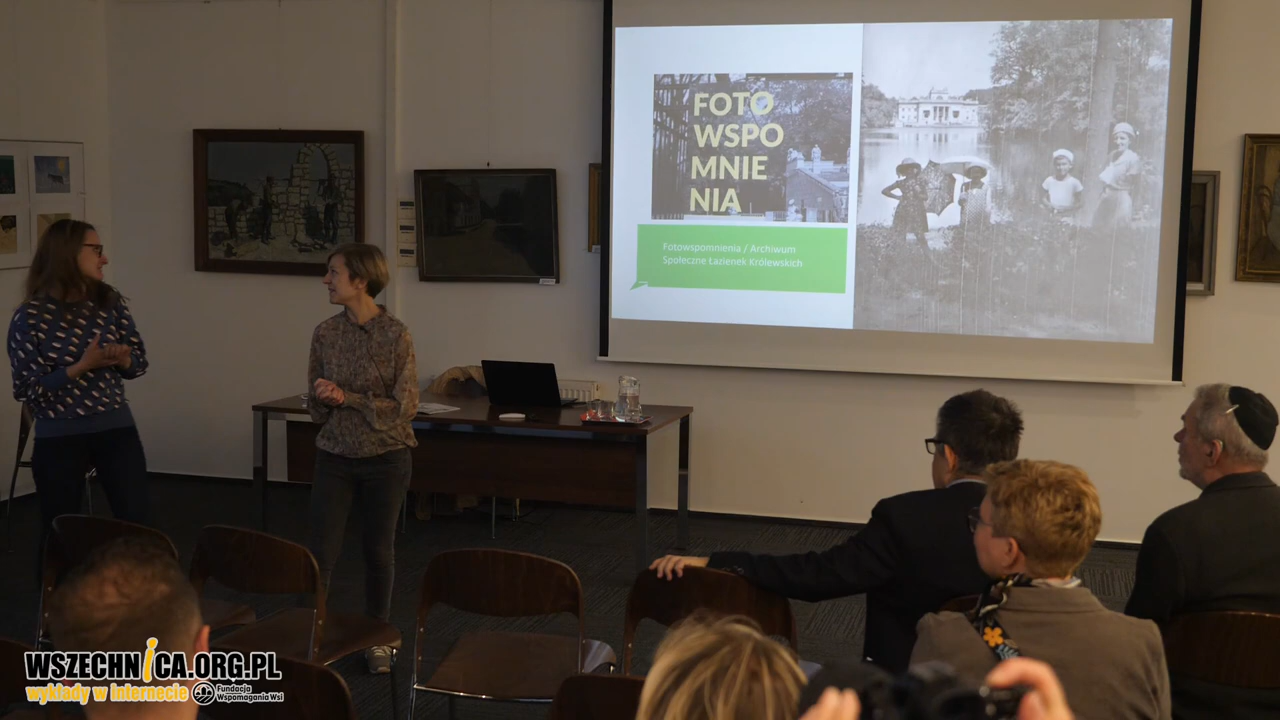 FOTO
WSPO
MNIE
NIA
Fotowspomnienia / Archiwum
Społeczne Łazienek Królewskich
WSZECHNICA.ORG.PL
wykłady w internecie
Fundacja
Wspomagania Wsi